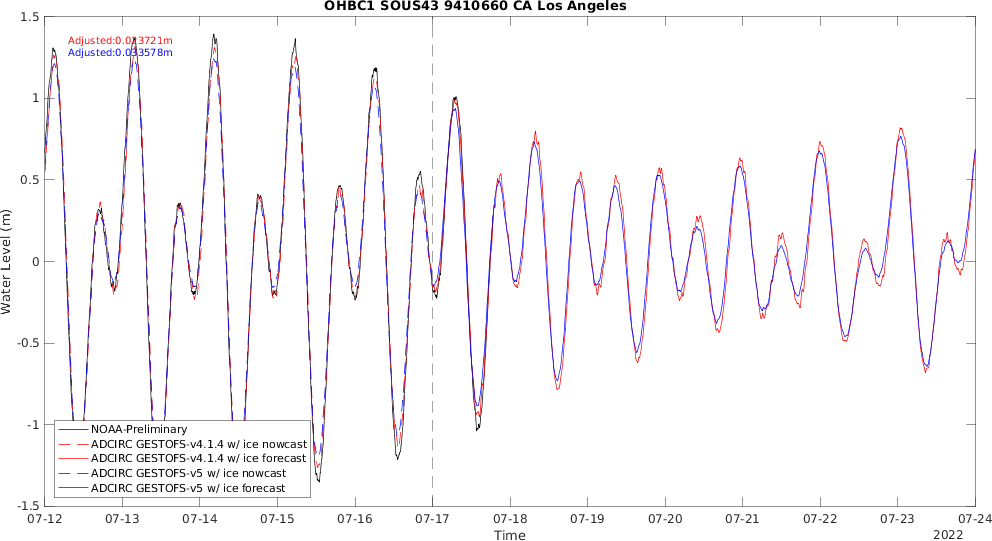 OHBC1 SOUS43 9410660 CA Los Angeles
Adjusted:0.013721m
Adjusted:0.033578m
Water Level (m)
1.5
1
0.5
0
-0.5
-1
-1.5
NOAA-Preliminary
ADCIRC GESTOFS-v4.1.4 w/ ice nowcast
ADCIRC GESTOFS-v4.1.4 w/ ice forecast
ADCIRC GESTOFS-v5 w/ ice nowcast
ADCIRC GESTOFS-v5 w/ ice forecast
07-12 07-13 07-14 07-15 07-16 07-17 07-18 07-19 07-20 07-21 07-22 07-23 07-24
Time
2022